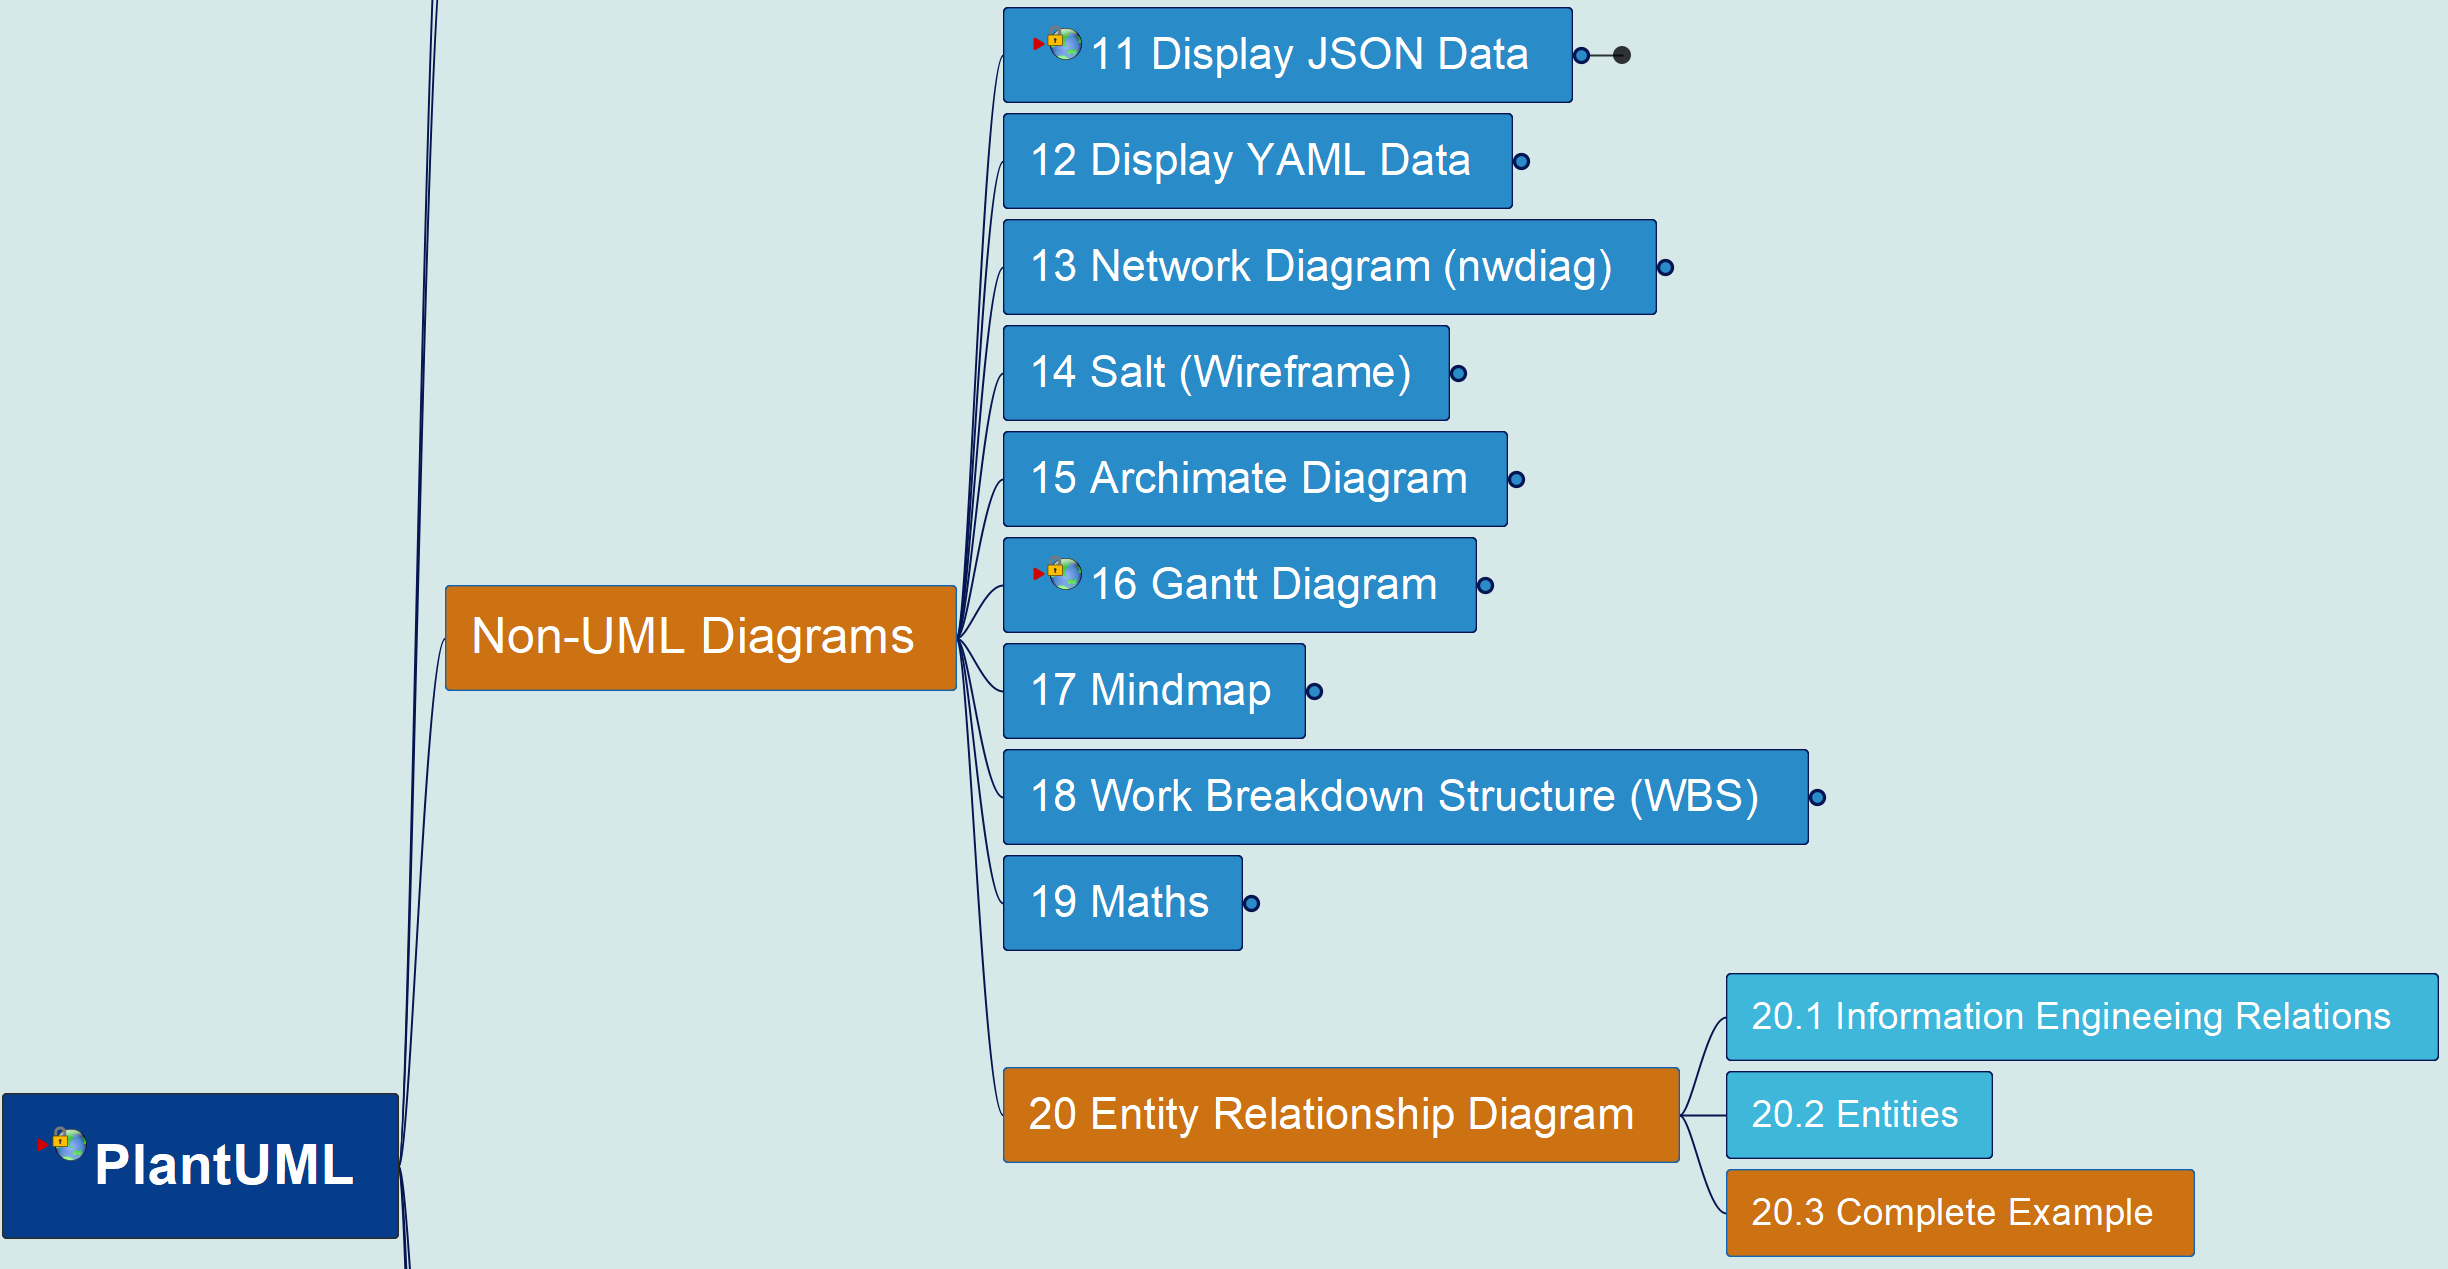 11 Display JSON Data
12 Display YAML Data
13 Network Diagram (nwdiag)
14 Salt (Wireframe)
15 Archimate Diagram
16 Gantt Diagram
Non-UML Diagrams
17 Mindmap
18 Work Breakdown Structure (WBS)
19 Maths
20.1 Information Engineeing Relations
20 Entity Relationship Diagram
20.2 Entities
PlantUML
20.3 Complete Example